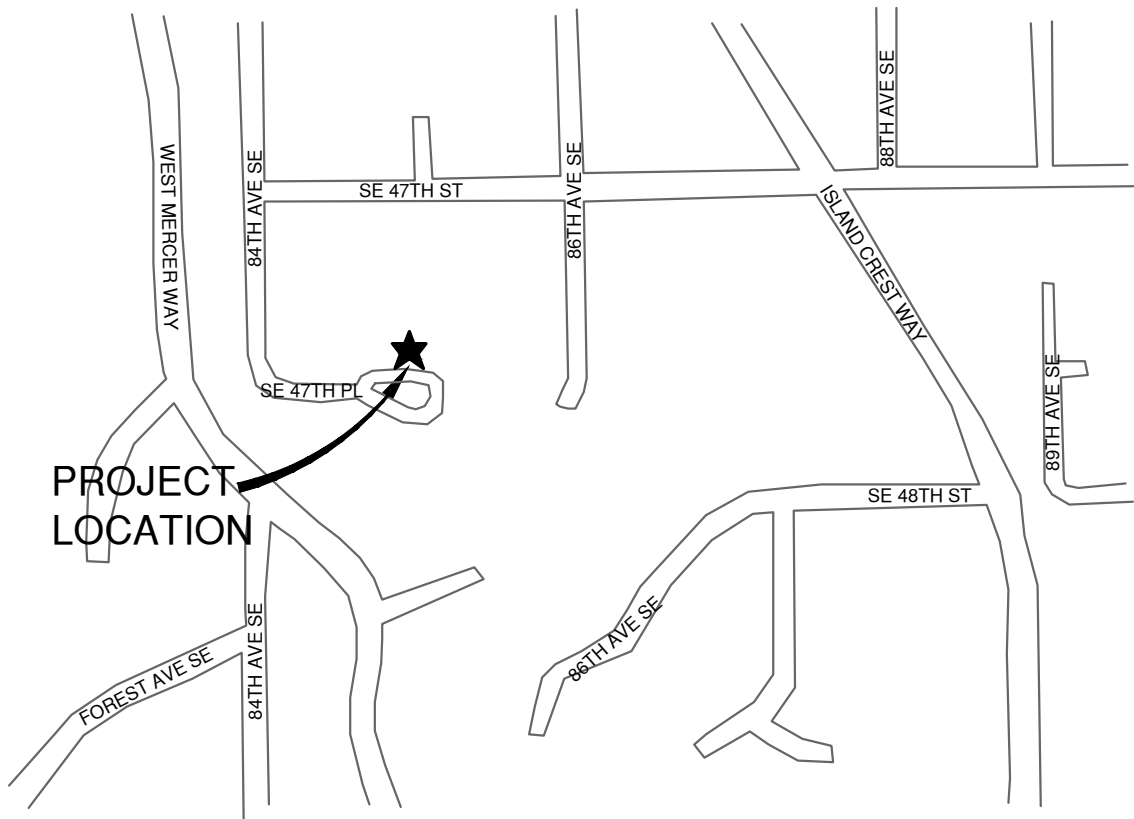 88TH AVE SE
WEST MERCER WAY
84TH AVE SE
SE 47TH ST
86TH AVE SE
ISLAND CREST WAY
SE 47TH PL
89TH AVE SE
PROJECT
LOCATION
SE 48TH ST
86TH AVE SE
FOREST AVE SE
84TH AVE SE